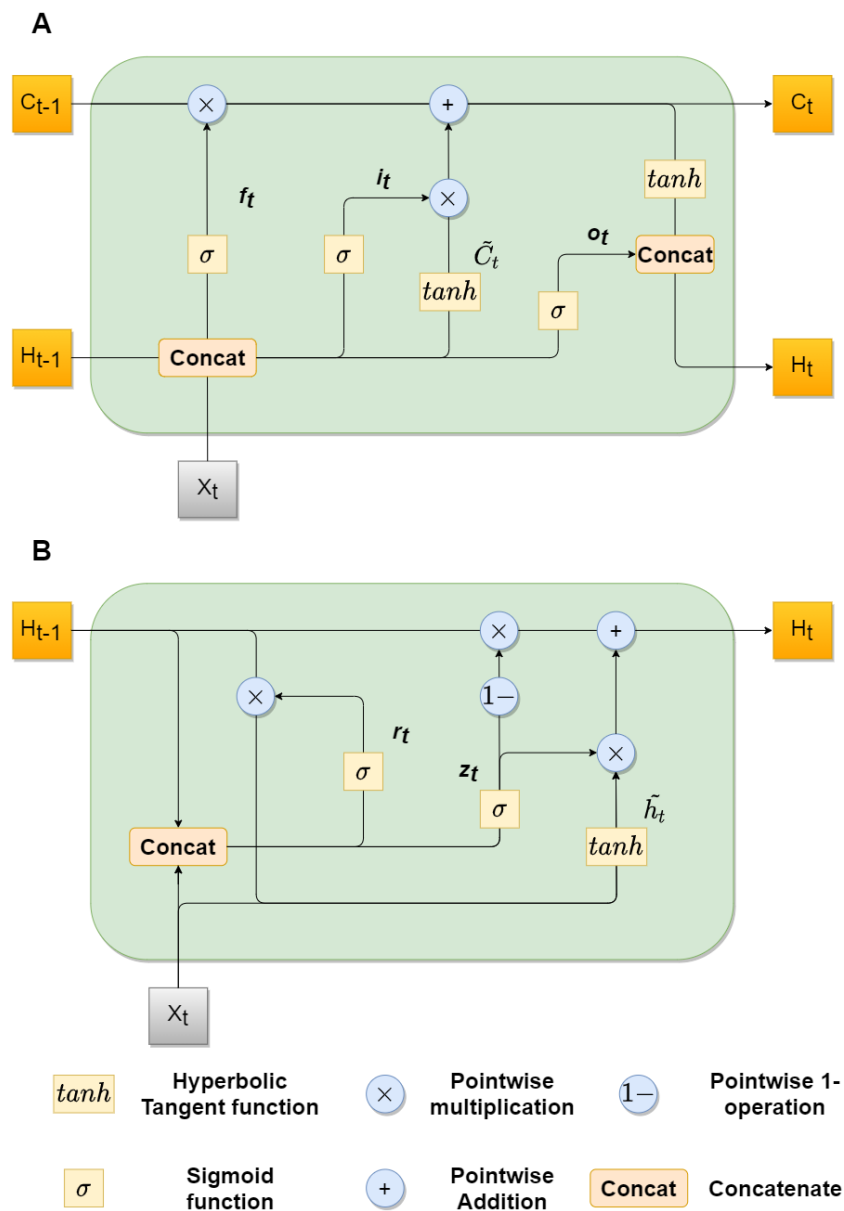 A
Ct-1
×
+
Ct
ft
it
×
tanh
σ
σ
C̃t
ot
Concat
tanh
σ
Ht-1
Concat
Ht
Xt
B
Ht-1
×
+
Ht
×
1−
rt
zt
×
σ
σ
h̃t
Concat
tanh
Xt
tanh
Hyperbolic
Tangent function
×
Pointwise
multiplication
1−
Pointwise 1-
operation
σ
Sigmoid
function
+
Pointwise
Addition
Concat
Concatenate